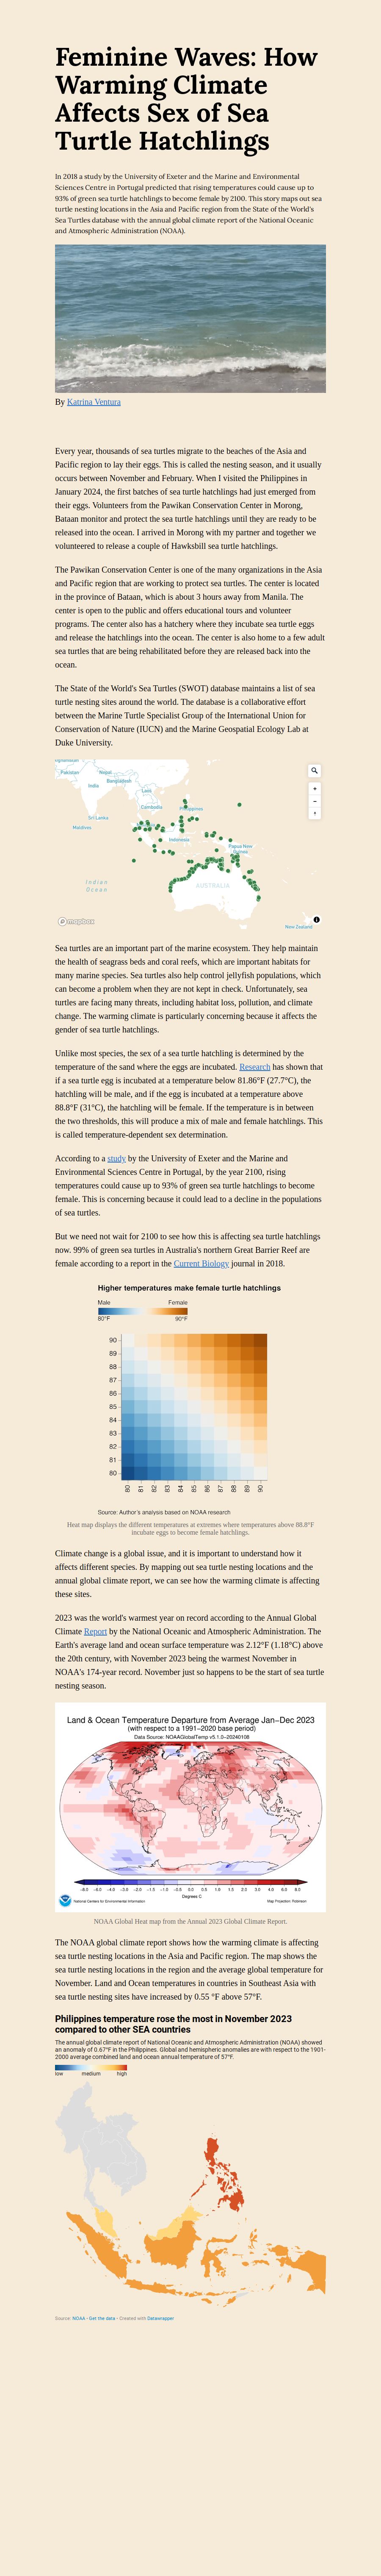 Feminine Waves: How
Warming Climate
Affects Sex of Sea
Turtle Hatchlings
In 2018 a study by the University of Exeter and the Marine and Environmental
Sciences Centre in Portugal predicted that rising temperatures could cause up to
93% of green sea turtle hatchlings to become female by 2100. This story maps out sea
turtle nesting locations in the Asia and Pacific region from the State of the World's
Sea Turtles database with the annual global climate report of the National Oceanic
and Atmospheric Administration (NOAA).
By Katrina Ventura
Every year, thousands of sea turtles migrate to the beaches of the Asia and
Pacific region to lay their eggs. This is called the nesting season, and it usually
occurs between November and February. When I visited the Philippines in
January 2024, the first batches of sea turtle hatchlings had just emerged from
their eggs. Volunteers from the Pawikan Conservation Center in Morong,
Bataan monitor and protect the sea turtle hatchlings until they are ready to be
released into the ocean. I arrived in Morong with my partner and together we
volunteered to release a couple of Hawksbill sea turtle hatchlings.
The Pawikan Conservation Center is one of the many organizations in the Asia
and Pacific region that are working to protect sea turtles. The center is located
in the province of Bataan, which is about 3 hours away from Manila. The
center is open to the public and offers educational tours and volunteer
programs. The center also has a hatchery where they incubate sea turtle eggs
and release the hatchlings into the ocean. The center is also home to a few adult
sea turtles that are being rehabilitated before they are released back into the
ocean.
The State of the World's Sea Turtles (SWOT) database maintains a list of sea
turtle nesting sites around the world. The database is a collaborative effort
between the Marine Turtle Specialist Group of the International Union for
Conservation of Nature (IUCN) and the Marine Geospatial Ecology Lab at
Duke University.
Pakistan
Nepal
Bangladesh
India
Laos
Cambodia
Philippines
Sri Lanka
Maldives
Indonesia
Papua New
Guinea
Indian
Ocean
AUSTRALIA
mapbox
New Zealand
Sea turtles are an important part of the marine ecosystem. They help maintain
the health of seagrass beds and coral reefs, which are important habitats for
many marine species. Sea turtles also help control jellyfish populations, which
can become a problem when they are not kept in check. Unfortunately, sea
turtles are facing many threats, including habitat loss, pollution, and climate
change. The warming climate is particularly concerning because it affects the
gender of sea turtle hatchlings.
Unlike most species, the sex of a sea turtle hatchling is determined by the
temperature of the sand where the eggs are incubated. Research has shown that
if a sea turtle egg is incubated at a temperature below 81.86°F (27.7°C), the
hatchling will be male, and if the egg is incubated at a temperature above
88.8°F (31°C), the hatchling will be female. If the temperature is in between
the two thresholds, this will produce a mix of male and female hatchlings. This
is called temperature-dependent sex determination.
According to a study by the University of Exeter and the Marine and
Environmental Sciences Centre in Portugal, by the year 2100, rising
temperatures could cause up to 93% of green sea turtle hatchlings to become
female. This is concerning because it could lead to a decline in the populations
of sea turtles.
But we need not wait for 2100 to see how this is affecting sea turtle hatchlings
now. 99% of green sea turtles in Australia's northern Great Barrier Reef are
female according to a report in the Current Biology journal in 2018.
Higher temperatures make female turtle hatchlings
Male Female
80°F 90°F
90
89
88
87
86
85
84
83
82
81
80
80 81 82 83 84 85 86 87 88 89 90
Source: Author's analysis based on NOAA research
Heat map displays the different temperatures at extremes where temperatures above 88.8°F
incubate eggs to become female hatchlings.
Climate change is a global issue, and it is important to understand how it
affects different species. By mapping out sea turtle nesting locations and the
annual global climate report, we can see how the warming climate is affecting
these sites.
2023 was the world's warmest year on record according to the Annual Global
Climate Report by the National Oceanic and Atmospheric Administration. The
Earth's average land and ocean surface temperature was 2.12°F (1.18°C) above
the 20th century, with November 2023 being the warmest November in
NOAA's 174-year record. November just so happens to be the start of sea turtle
nesting season.
Land & Ocean Temperature Departure from Average Jan–Dec 2023
(with respect to a 1991–2020 base period)
Data Source: NOAAGlobalTemp v5.1.0–20240108
-5.0 -4.0 -3.0 -2.0 -1.5 -1.0 -0.5 0.0 0.5 1.0 1.5 2.0 3.0 4.0 5.0
Degrees C
National Centers for Environmental Information
Map Projection: Robinson
NOAA Global Heat map from the Annual 2023 Global Climate Report.
The NOAA global climate report shows how the warming climate is affecting
sea turtle nesting locations in the Asia and Pacific region. The map shows the
sea turtle nesting locations in the region and the average global temperature for
November. Land and Ocean temperatures in countries in Southeast Asia with
sea turtle nesting sites have increased by 0.55 °F above 57°F.
Philippines temperature rose the most in November 2023
compared to other SEA countries
The annual global climate report of National Oceanic and Atmospheric Administration (NOAA) showed
an anomaly of 0.67°F in the Philippines. Global and hemispheric anomalies are with respect to the 1901-
2000 average combined land and ocean annual temperature of 57°F.
low medium high
Source: NOAA • Get the data • Created with Datawrapper